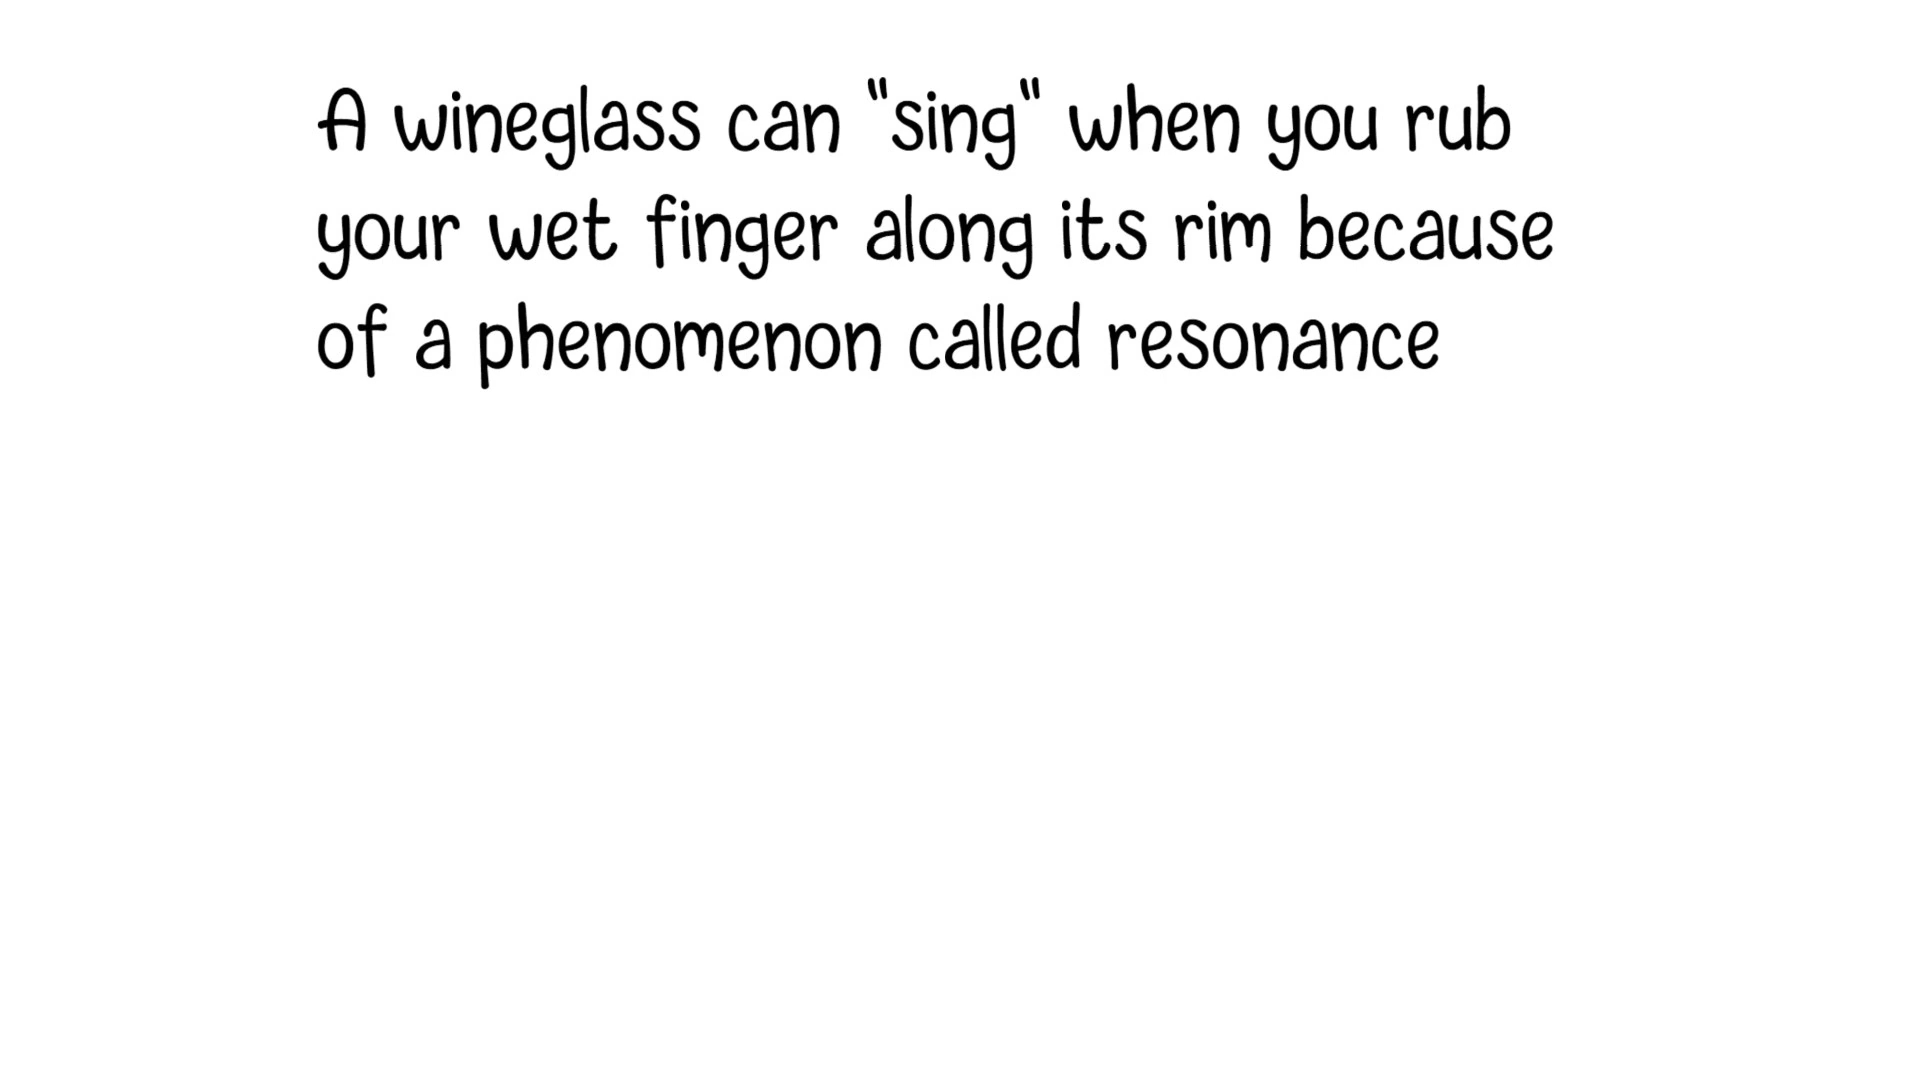 A wineglass can "sing" when you rub
your wet finger along its rim because
of a phenomenon called resonance